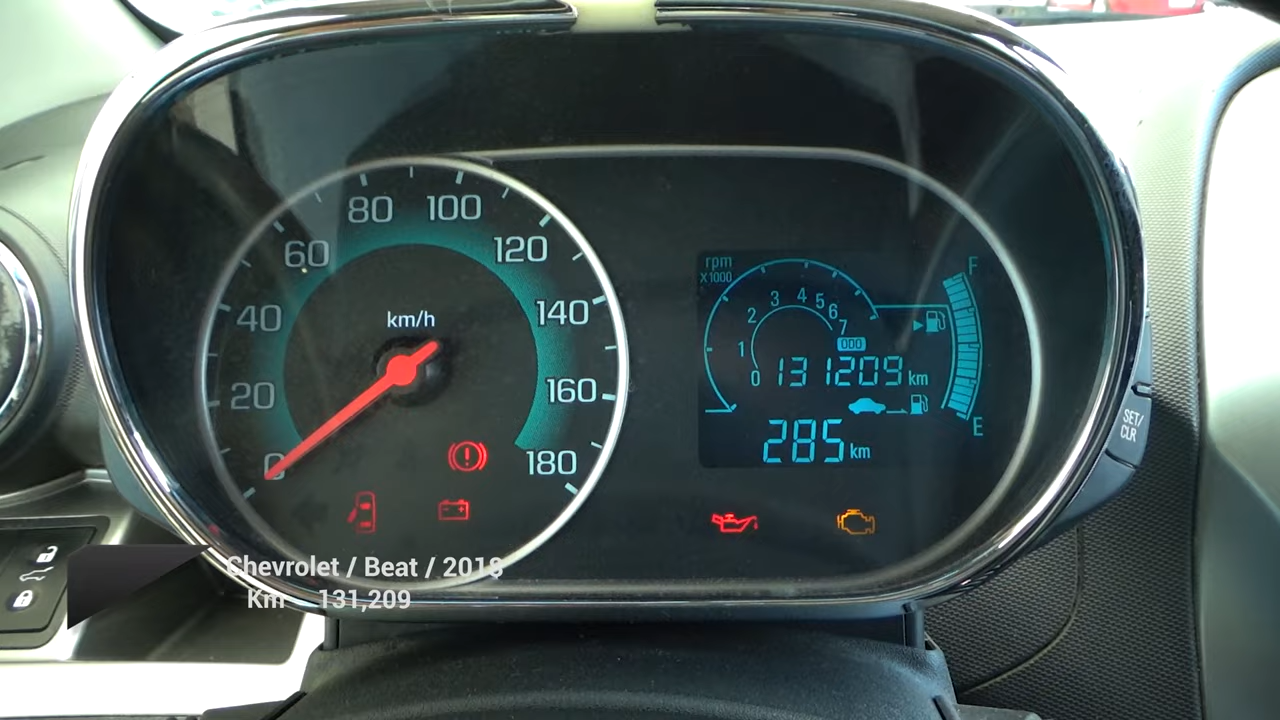 0
20
40
60
80
100
120
140
160
180
km/h
rpm
X1000
0
1
2
3
4
5
6
7
000
131209 km
285 km
F
E
SET/
CLR
Chevrolet / Beat / 2018
Km 131,209